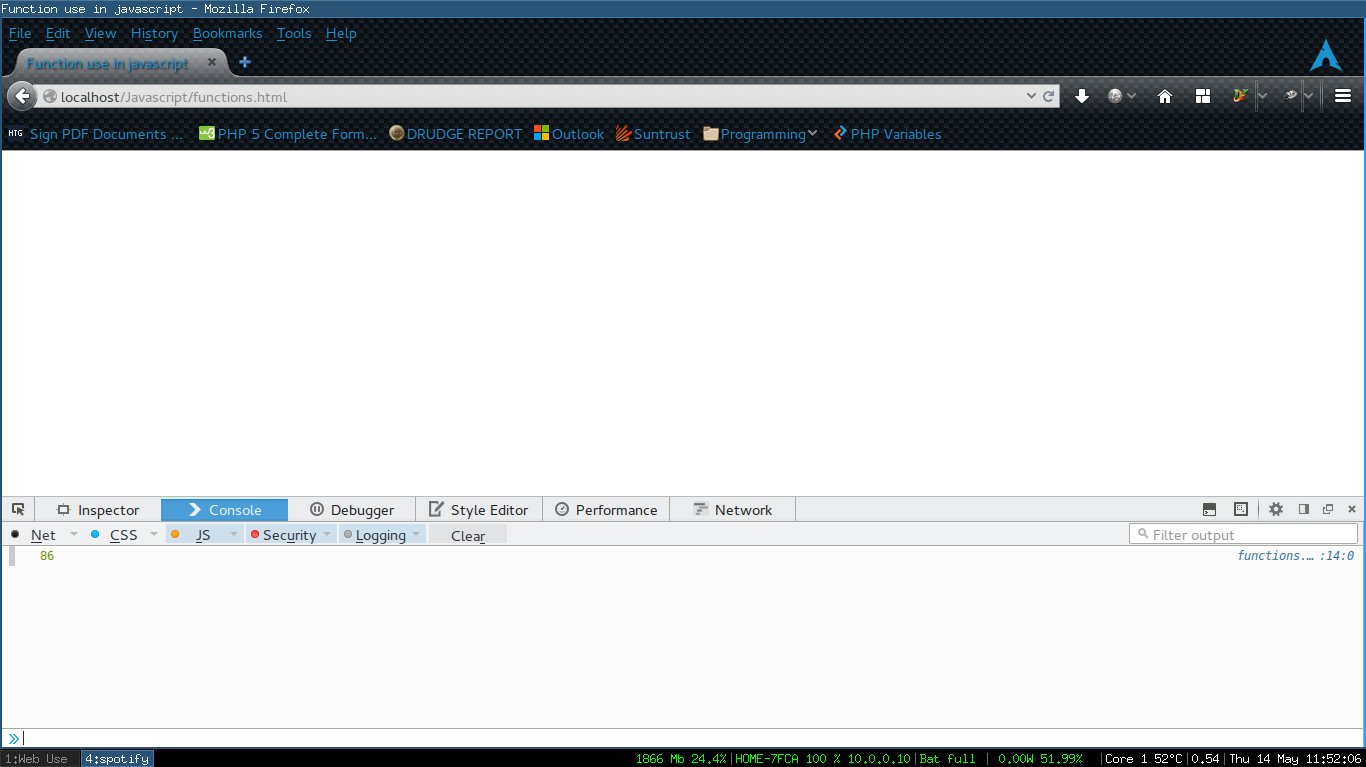 Function use in javascript - Mozilla Firefox
File Edit View History Bookmarks Tools Help
Function use in javascript
localhost/Javascript/functions.html
HTG Sign PDF Documents ... PHP 5 Complete Form... DRUDGE REPORT Outlook Suntrust Programming PHP Variables
Inspector Console Debugger Style Editor Performance Network
Net CSS JS Security Logging Clear Filter output
86 functions.... :14:0
1:Web Use 4:spotify 1866 Mb 24.4%|HOME-7FCA 100 % 10.0.0.10|Bat full | 0.00W 51.99% |Core 1 52°C|0.54|Thu 14 May 11:52:06